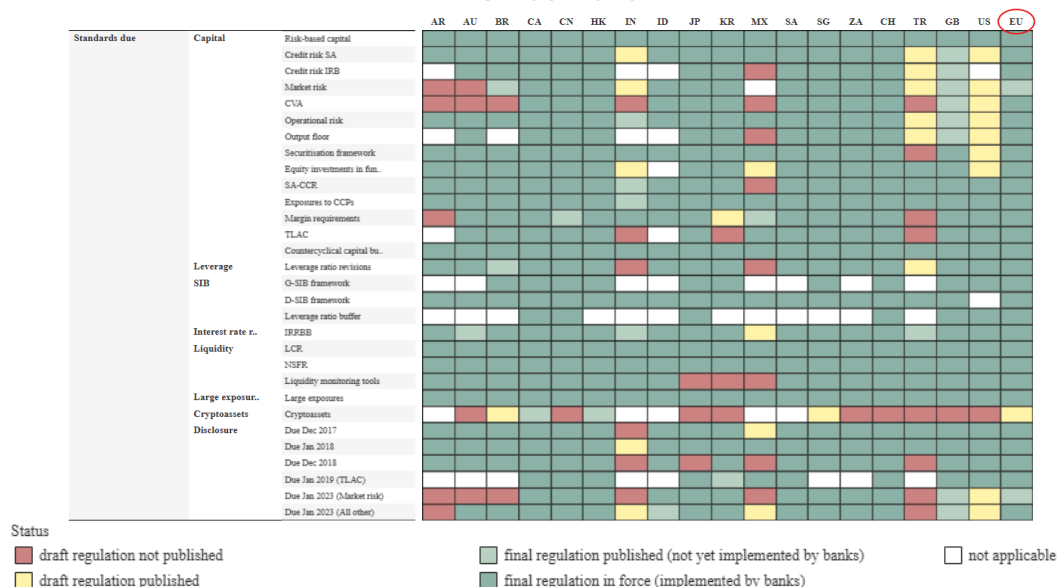 AR AU BR CA CN HK IN ID JP KR MX SA SG ZA CH TR GB US EU
Standards due Capital Risk-based capital
Credit risk SA
Credit risk IRB
Market risk
CVA
Operational risk
Output floor
Securitisation framework
Equity investments in fun..
SA-CCR
Exposures to CCPs
Margin requirements
TLAC
Countercyclical capital bu..
Leverage Leverage ratio revisions
SIB G-SIB framework
D-SIB framework
Leverage ratio buffer
Interest rate r.. IRRBB
Liquidity LCR
NSFR
Liquidity monitoring tools
Large exposur.. Large exposures
Cryptoassets Cryptoassets
Disclosure Due Dec 2017
Due Jan 2018
Due Dec 2018
Due Jan 2019 (TLAC)
Due Jan 2023 (Market risk)
Due Jan 2023 (All other)
Status
draft regulation not published final regulation published (not yet implemented by banks) not applicable
draft regulation published final regulation in force (implemented by banks)